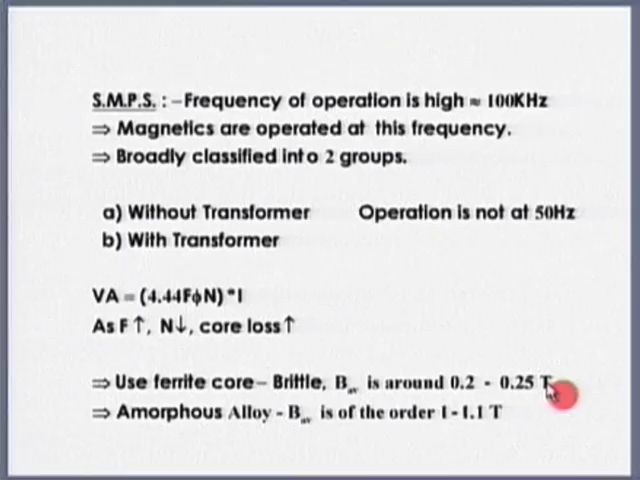 S.M.P.S. : –Frequency of operation is high ≈ 100KHz
⇒ Magnetics are operated at this frequency.
⇒ Broadly classified into 2 groups.
a) Without Transformer Operation is not at 50Hz
b) With Transformer
VA = (4.44FϕN)*I
As F ↑, N↓, core loss↑
⇒ Use ferrite core– Brittle, Bav is around 0.2 - 0.25 T
⇒ Amorphous Alloy - Bav is of the order 1 - 1.1 T